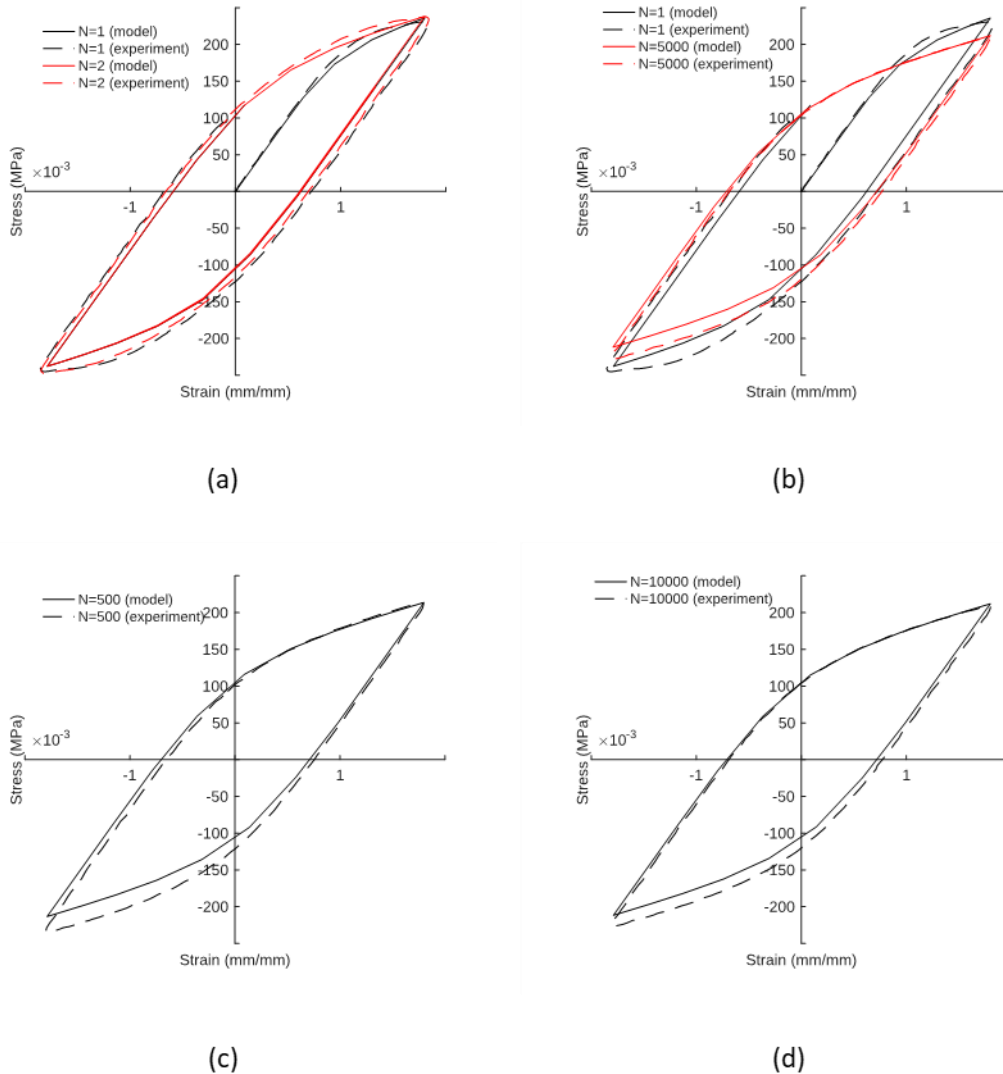 N=1 (model)
N=1 (experiment)
N=2 (model)
N=2 (experiment)
200
150
100
50
-50
-100
-150
-200
×10-3
-1
1
Stress (MPa)
Strain (mm/mm)
(a)
N=1 (model)
N=1 (experiment)
N=5000 (model)
N=5000 (experiment)
200
150
100
50
-50
-100
-150
-200
×10-3
-1
1
Stress (MPa)
Strain (mm/mm)
(b)
N=500 (model)
N=500 (experiment)
200
150
100
50
-50
-100
-150
-200
×10-3
-1
1
Stress (MPa)
Strain (mm/mm)
(c)
N=10000 (model)
N=10000 (experiment)
200
150
100
50
-50
-100
-150
-200
×10-3
-1
1
Stress (MPa)
Strain (mm/mm)
(d)